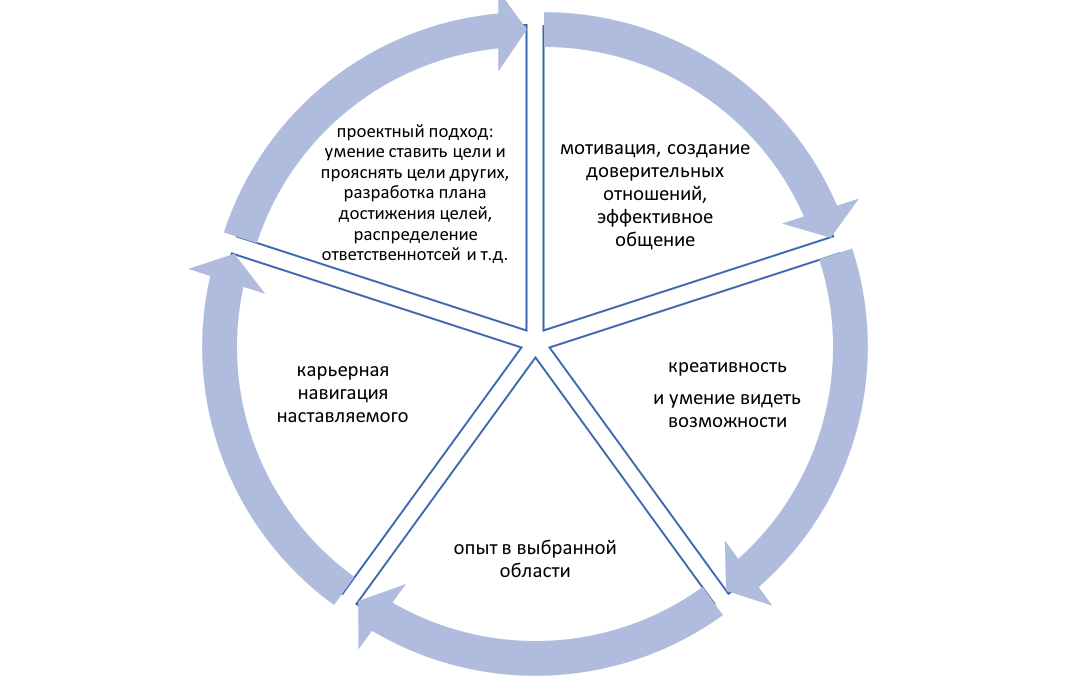 проектный подход:
умение ставить цели и
прояснять цели других,
разработка плана
достижения целей,
распределение
ответственнотсей и т.д.
мотивация, создание
доверительных
отношений,
эффективное
общение
креативность
и умение видеть
возможности
опыт в выбранной
области
карьерная
навигация
наставляемого